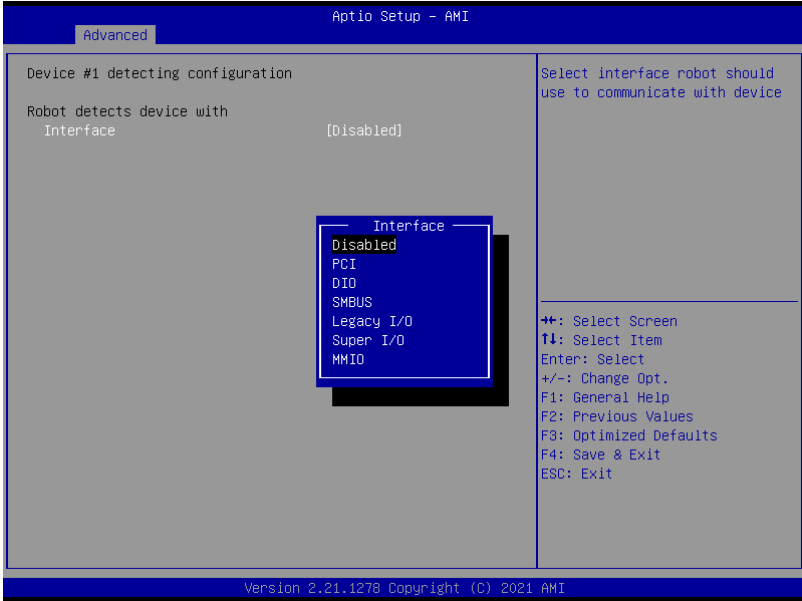 Aptio Setup - AMI
Advanced
Device #1 detecting configuration
Robot detects device with
Interface [Disabled]
Select interface robot should
use to communicate with device
Interface
Disabled
PCI
DIO
SMBUS
Legacy I/O
Super I/O
MMIO
→←: Select Screen
↑↓: Select Item
Enter: Select
+/-: Change Opt.
F1: General Help
F2: Previous Values
F3: Optimized Defaults
F4: Save & Exit
ESC: Exit
Version 2.21.1278 Copyright (C) 2021 AMI